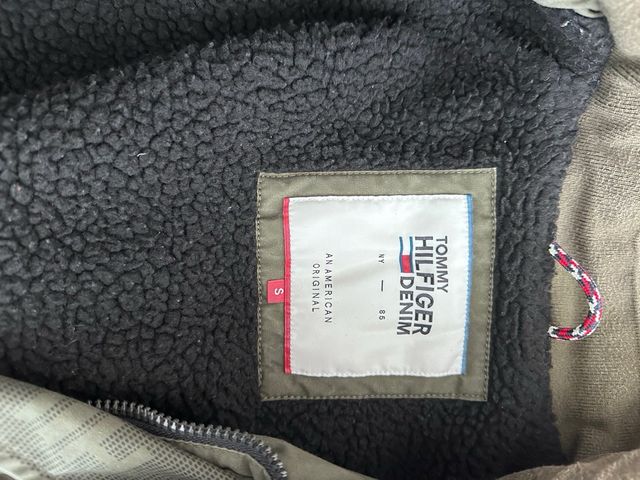 TOMMY
HILFIGER
DENIM
NY — 85
AN AMERICAN
ORIGINAL
S